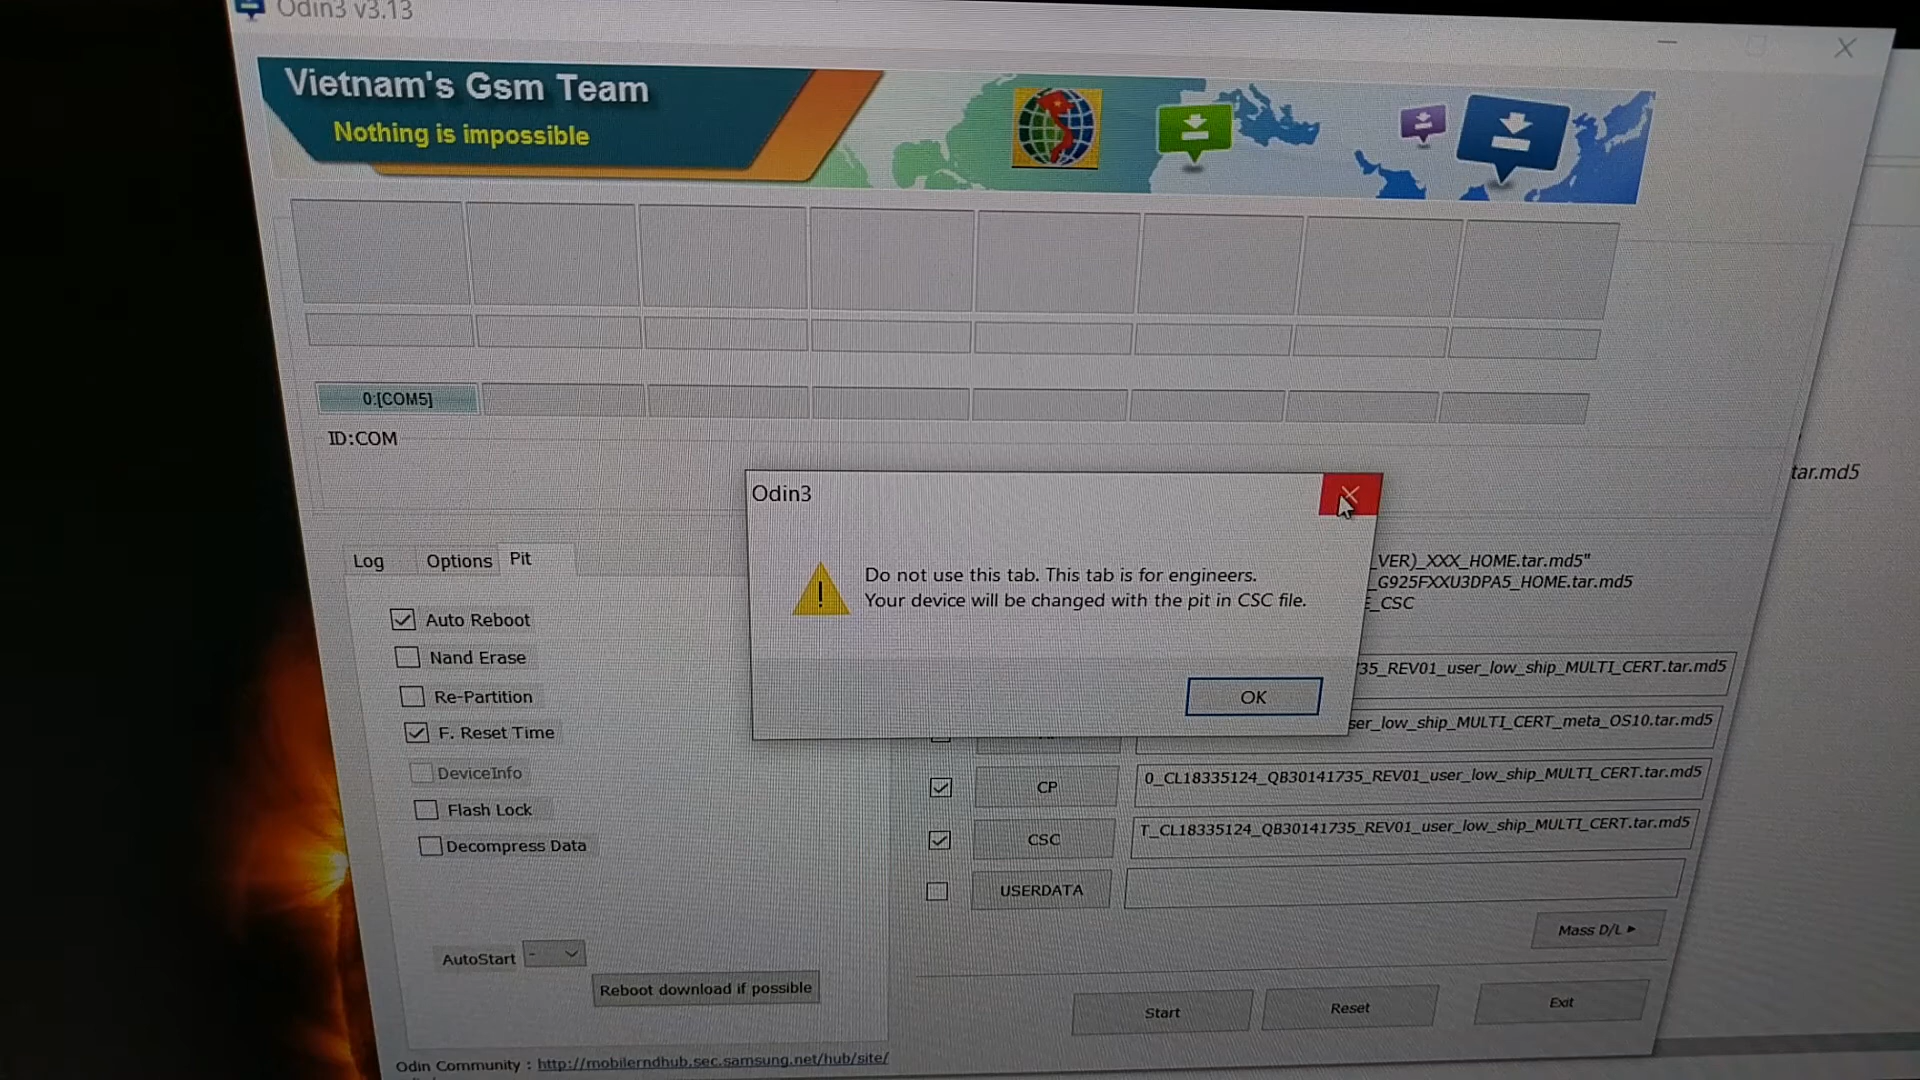 Odin3 v3.13
Vietnam's Gsm Team
Nothing is impossible
0:[COM5]
ID:COM
tar.md5
Odin3
Do not use this tab. This tab is for engineers.
Your device will be changed with the pit in CSC file.
OK
Log
Options
Pit
_VER)_XXX_HOME.tar.md5"
_G925FXXU3DPA5_HOME.tar.md5
_CSC
Auto Reboot
Nand Erase
Re-Partition
F. Reset Time
DeviceInfo
Flash Lock
Decompress Data
35_REV01_user_low_ship_MULTI_CERT.tar.md5
ser_low_ship_MULTI_CERT_meta_OS10.tar.md5
CP
0_CL18335124_QB30141735_REV01_user_low_ship_MULTI_CERT.tar.md5
CSC
T_CL18335124_QB30141735_REV01_user_low_ship_MULTI_CERT.tar.md5
USERDATA
Mass D/L
AutoStart
-
Reboot download if possible
Start
Reset
Exit
Odin Community : http://mobilerndhub.sec.samsung.net/hub/site/